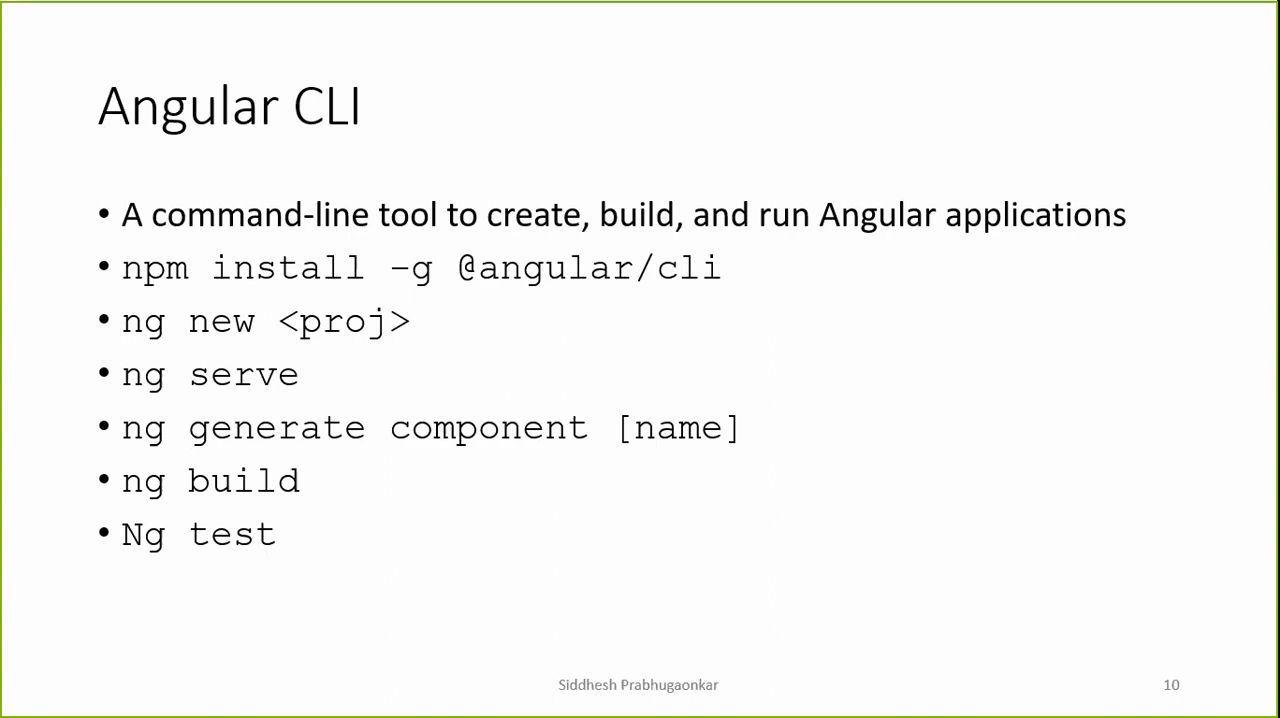 Angular CLI
• A command-line tool to create, build, and run Angular applications
• npm install –g @angular/cli
• ng new <proj>
• ng serve
• ng generate component [name]
• ng build
• Ng test
Siddhesh Prabhugaonkar
10